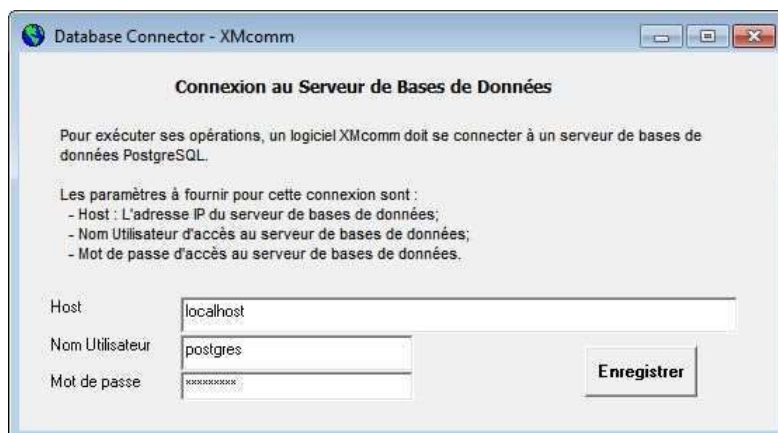 Database Connector - XMcomm
Connexion au Serveur de Bases de Données
Pour exécuter ses opérations, un logiciel XMcomm doit se connecter à un serveur de bases de
données PostgreSQL.
Les paramètres à fournir pour cette connexion sont :
- Host : L'adresse IP du serveur de bases de données;
- Nom Utilisateur d'accès au serveur de bases de données;
- Mot de passe d'accès au serveur de bases de données.
Host
localhost
Nom Utilisateur
postgres
Mot de passe
×××××××××
Enregistrer